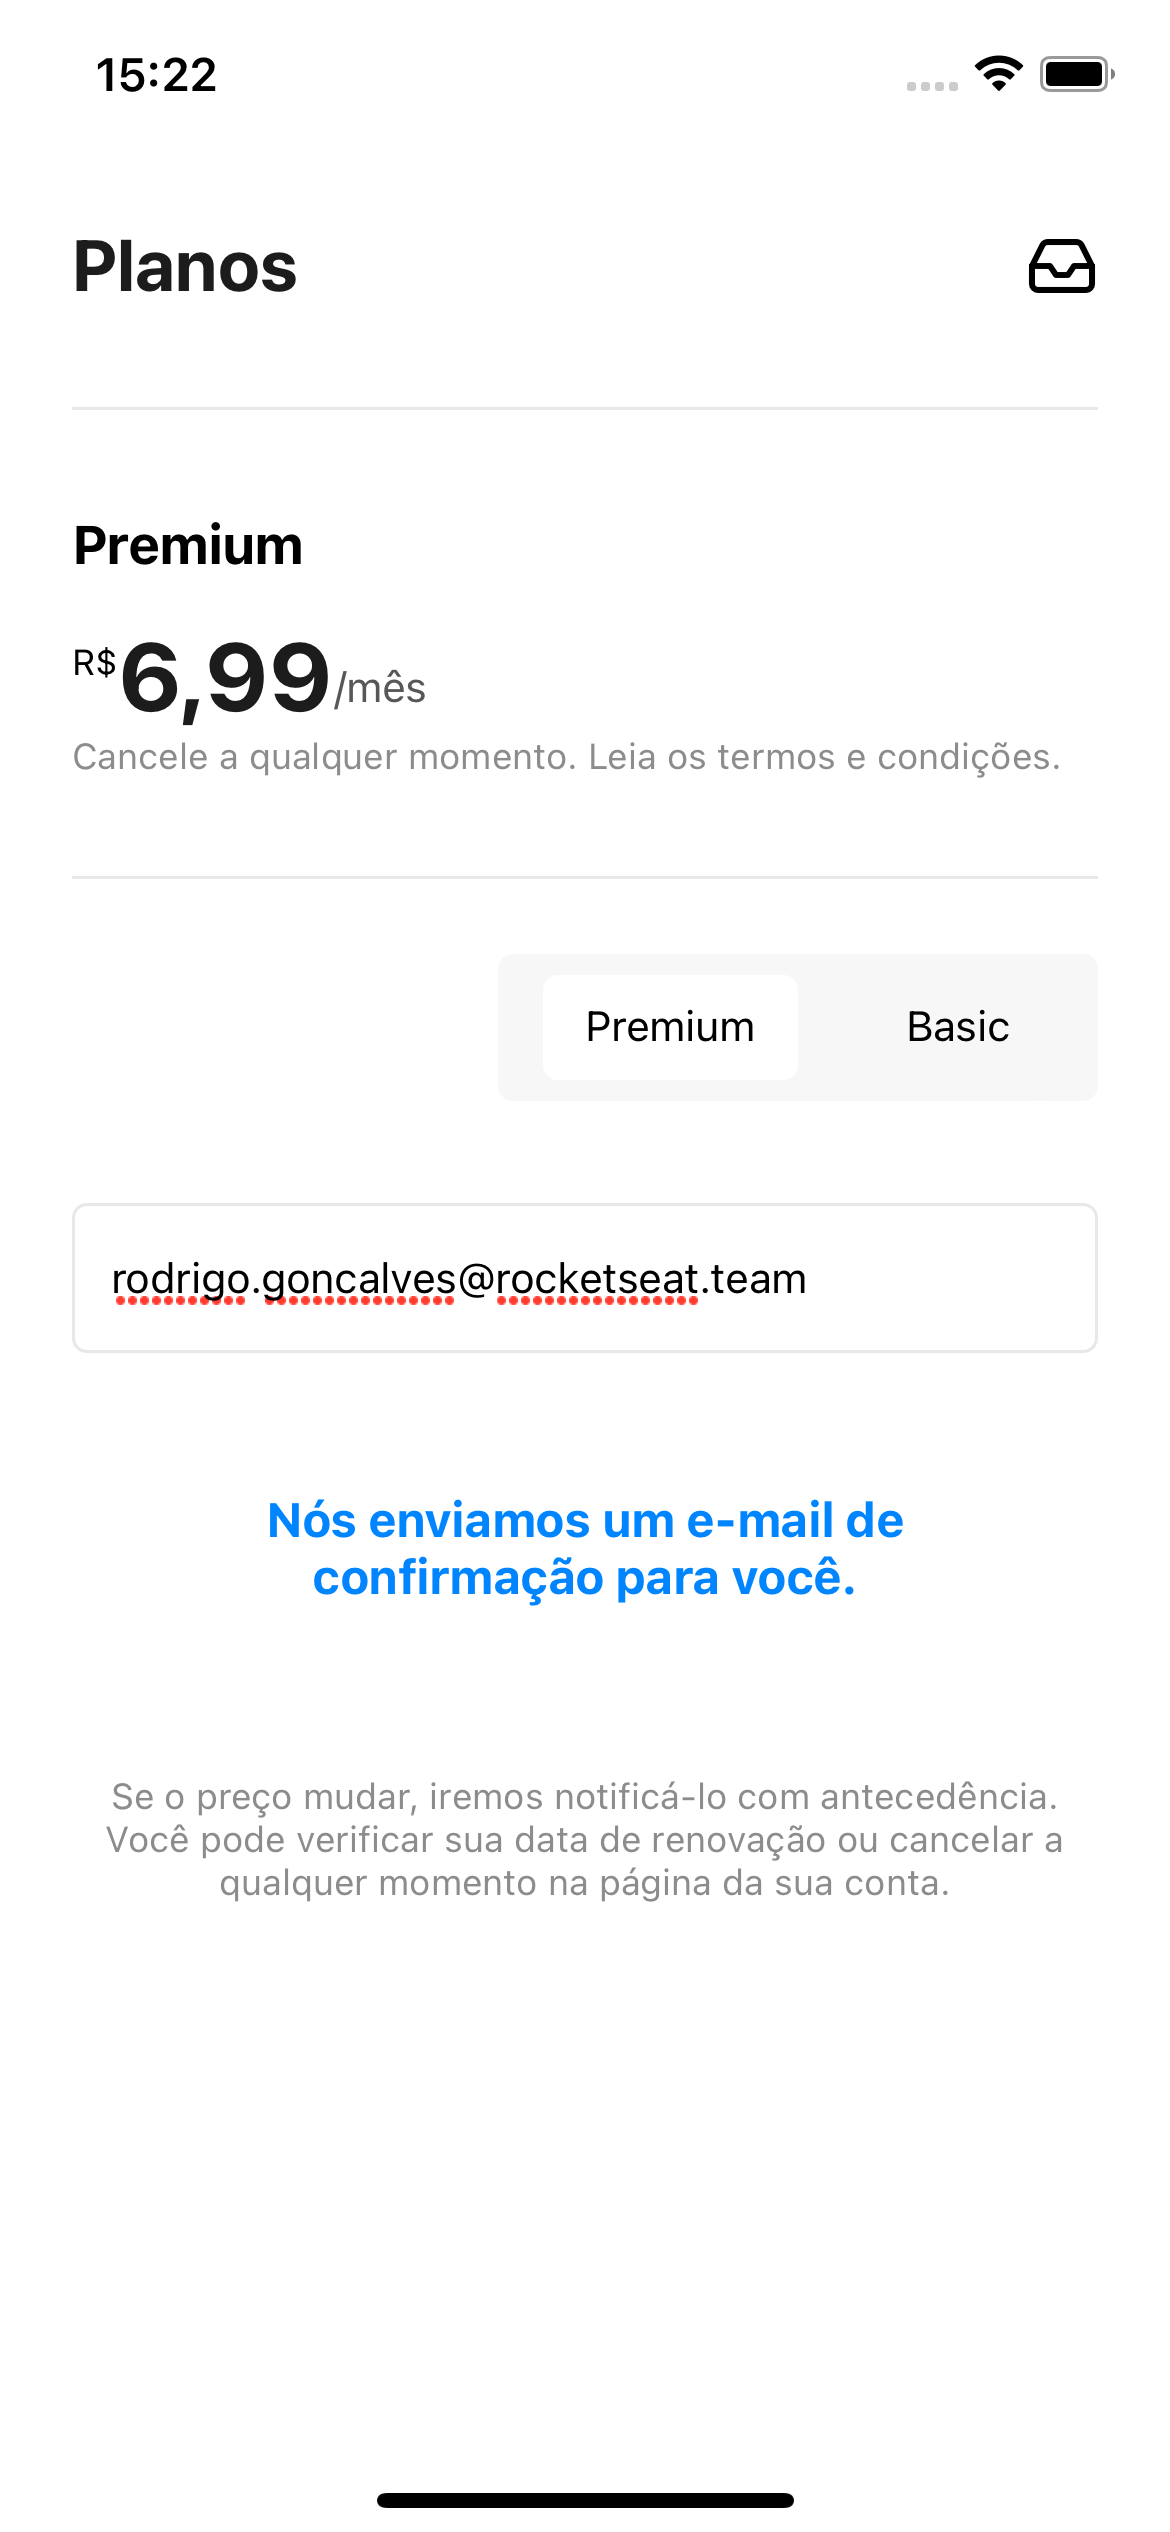 15:22
Planos
Premium
R$6,99/mês
Cancele a qualquer momento. Leia os termos e condições.
Premium Basic
rodrigo.goncalves@rocketseat.team
Nós enviamos um e-mail de
confirmação para você.
Se o preço mudar, iremos notificá-lo com antecedência.
Você pode verificar sua data de renovação ou cancelar a
qualquer momento na página da sua conta.